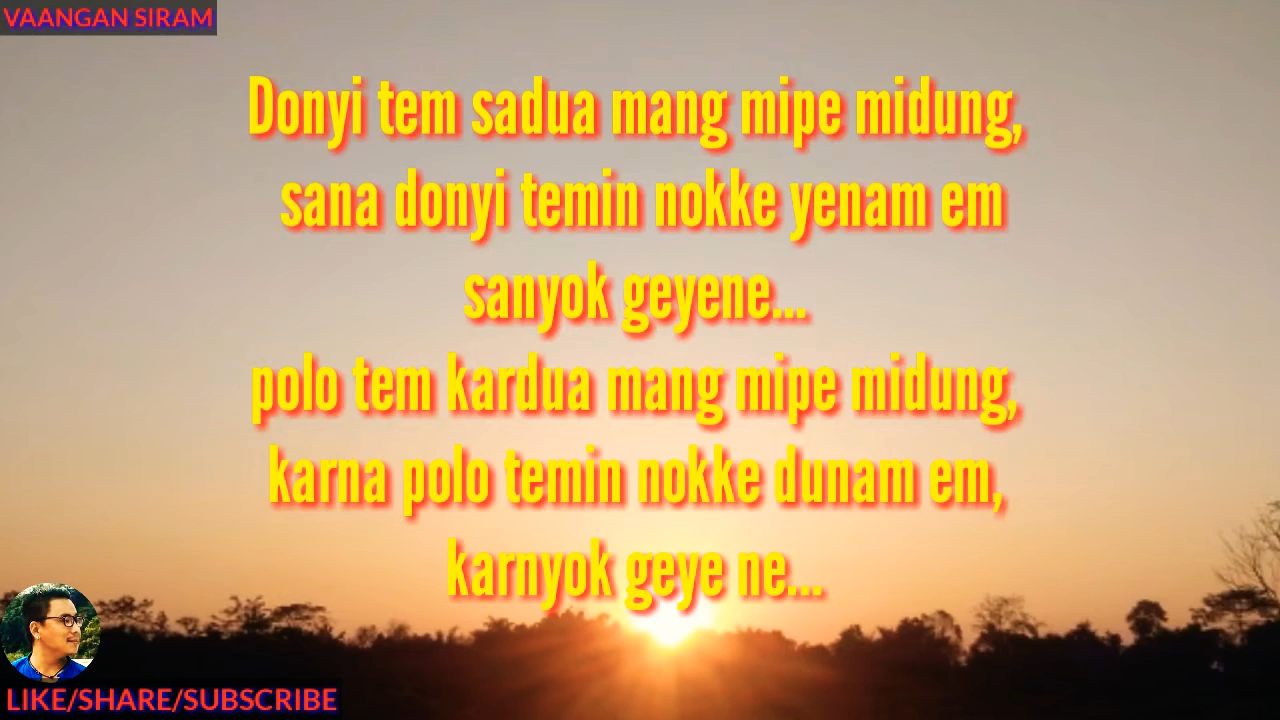 VAANGAN SIRAM
Donyi tem sadua mang mipe midung,
sana donyi temin nokke yenam em
sanyok geyene...
polo tem kardua mang mipe midung,
karna polo temin nokke dunam em,
karnyok geye ne...
LIKE/SHARE/SUBSCRIBE